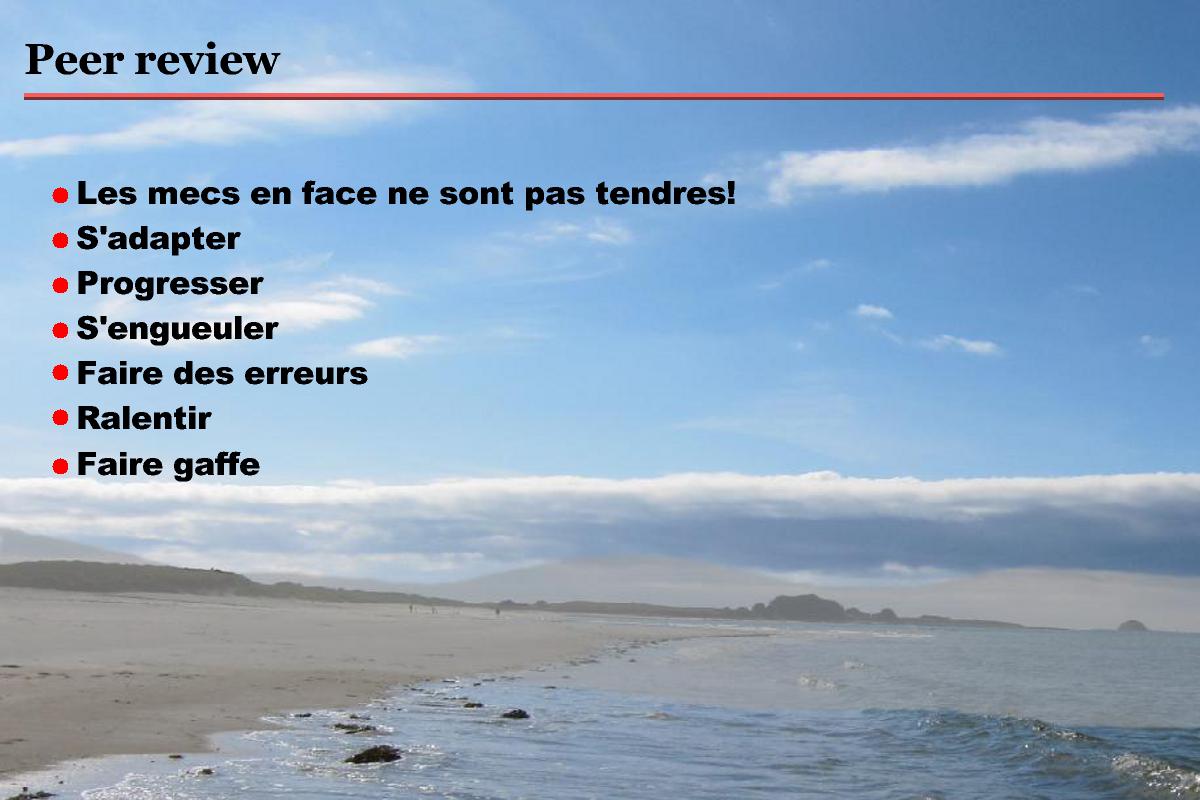 Peer review
Les mecs en face ne sont pas tendres!
S'adapter
Progresser
S'engueuler
Faire des erreurs
Ralentir
Faire gaffe